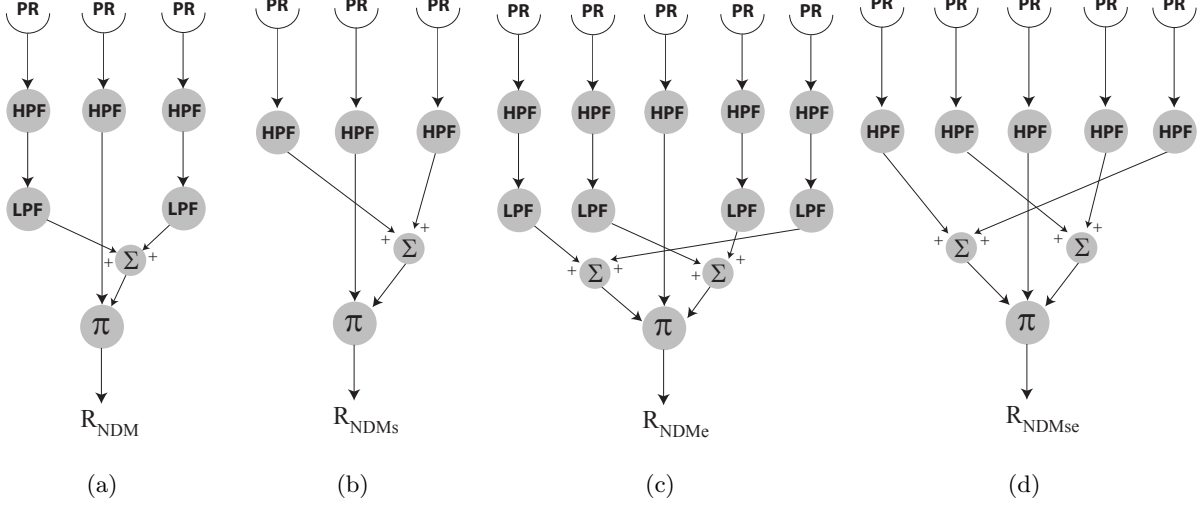 PR PR PR
HPF HPF HPF
LPF LPF
Σ
+ +
π
R_NDM
(a)
PR PR PR
HPF HPF HPF
+ +
Σ
π
R_NDMs
(b)
PR PR PR PR PR
HPF HPF HPF HPF HPF
LPF LPF LPF LPF
+ Σ + + Σ +
π
R_NDMe
(c)
PR PR PR PR PR
HPF HPF HPF HPF HPF
+ Σ + + Σ +
π
R_NDMse
(d)